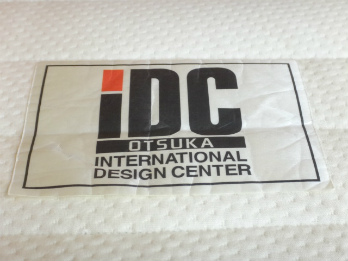 iDC
OTSUKA
INTERNATIONAL
DESIGN CENTER